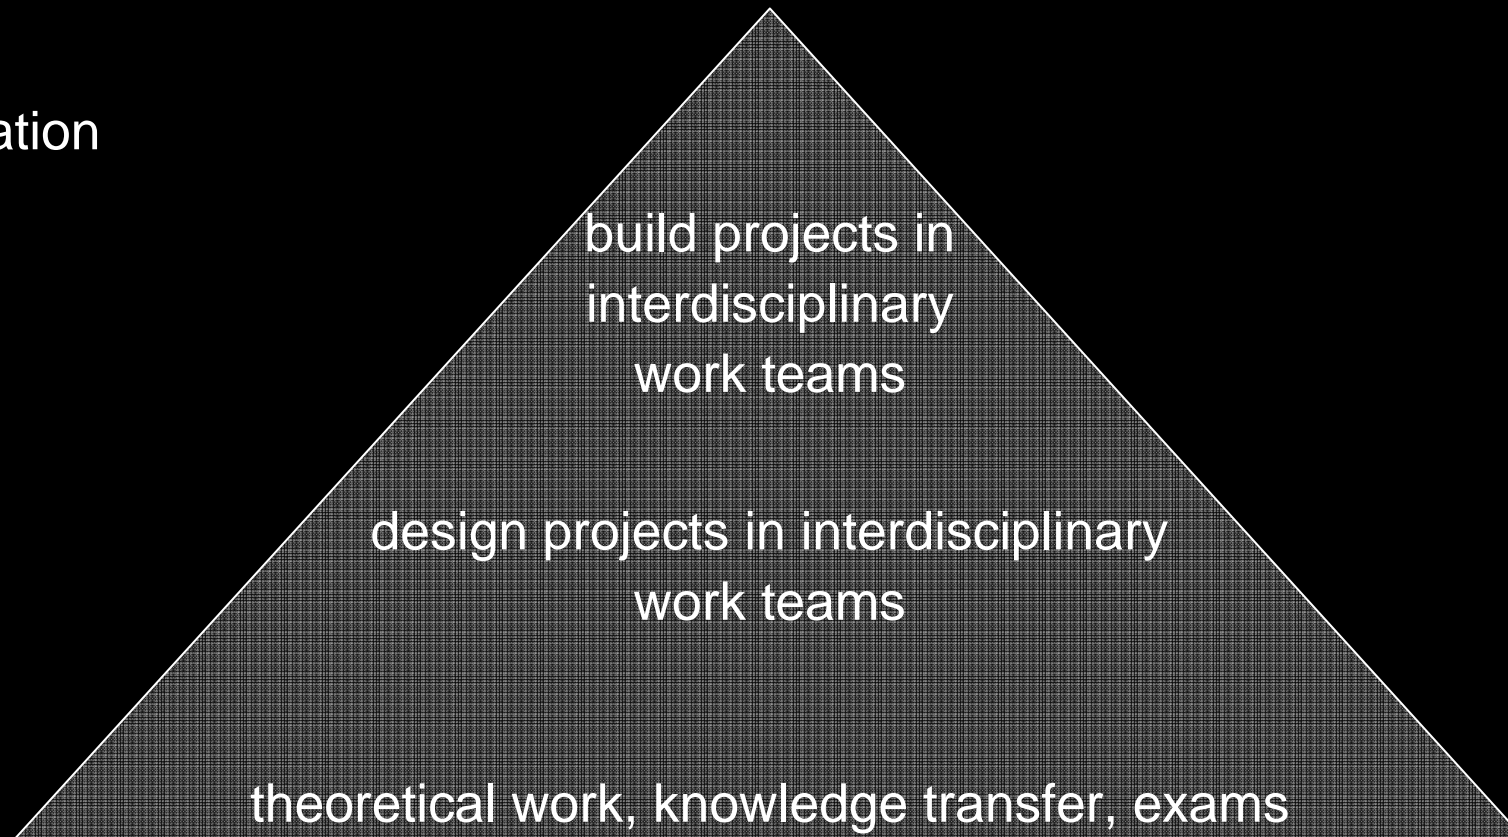 ation
build projects in
interdisciplinary
work teams
design projects in interdisciplinary
work teams
theoretical work, knowledge transfer, exams